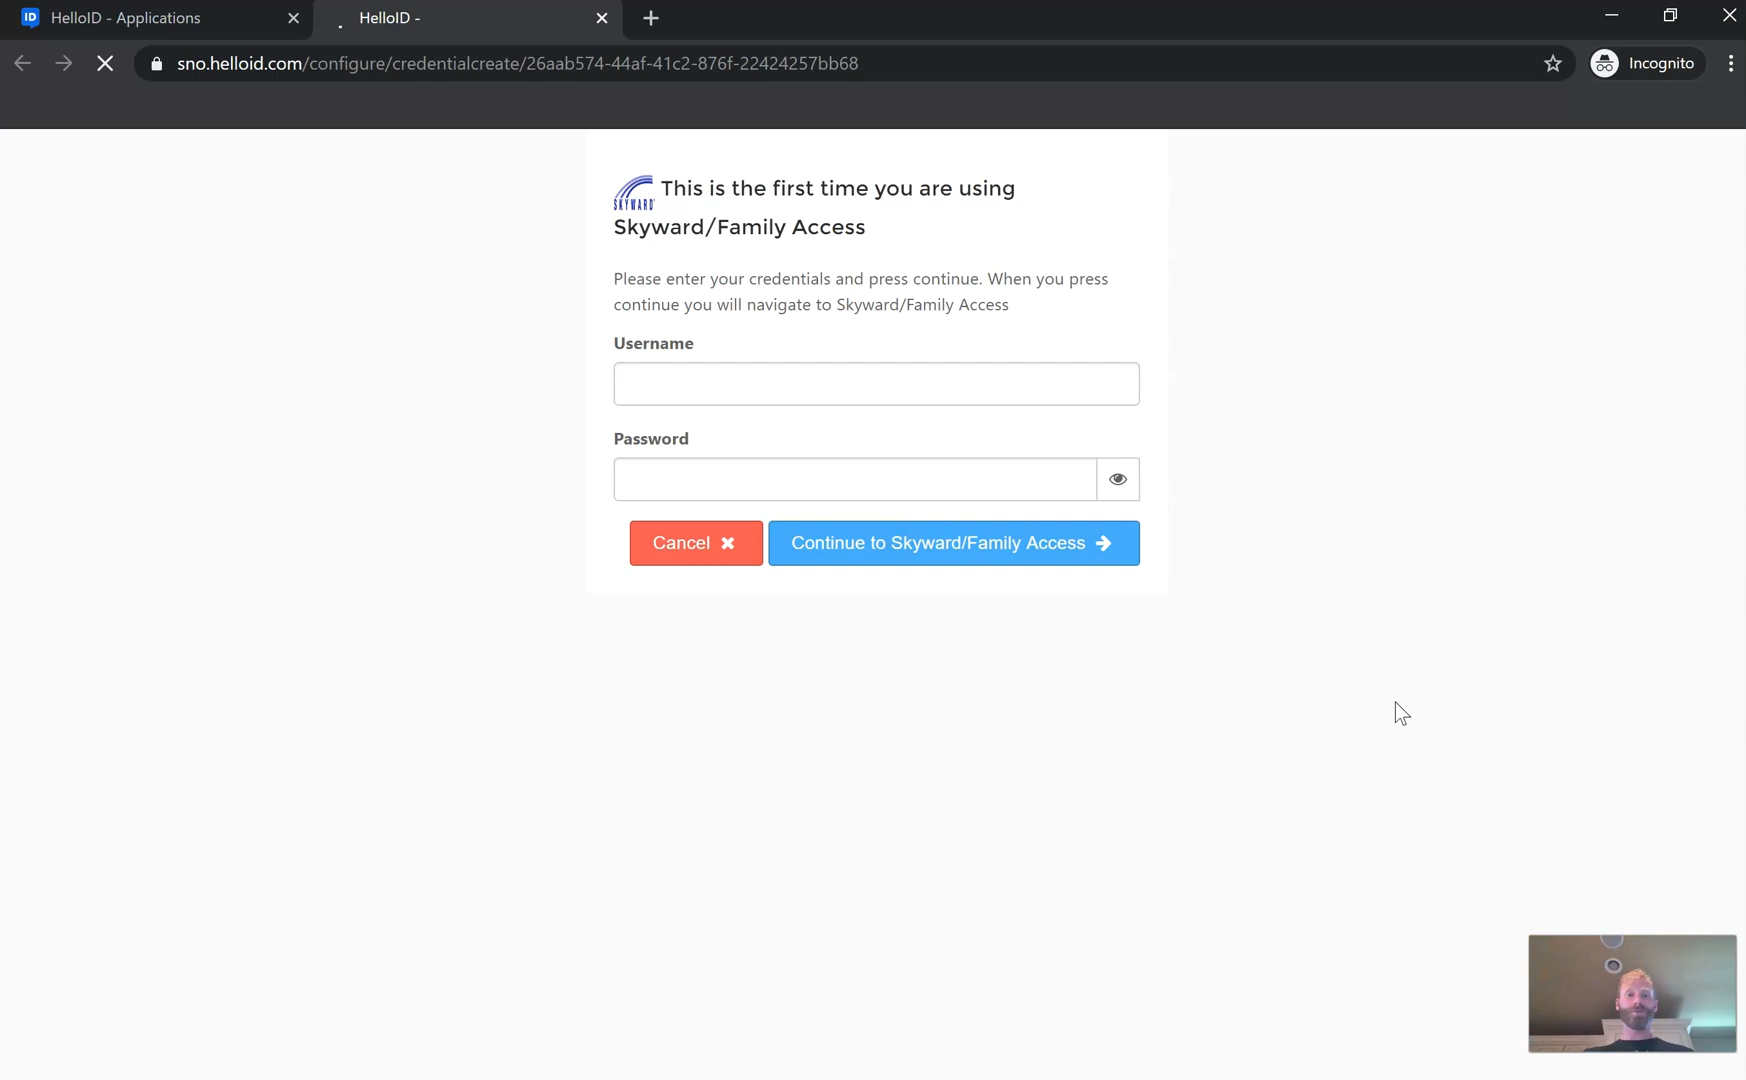 HelloID - Applications
HelloID -
sno.helloid.com/configure/credentialcreate/26aab574-44af-41c2-876f-22424257bb68
Incognito
SKYWARD
This is the first time you are using
Skyward/Family Access
Please enter your credentials and press continue. When you press
continue you will navigate to Skyward/Family Access
Username
Password
Cancel
Continue to Skyward/Family Access